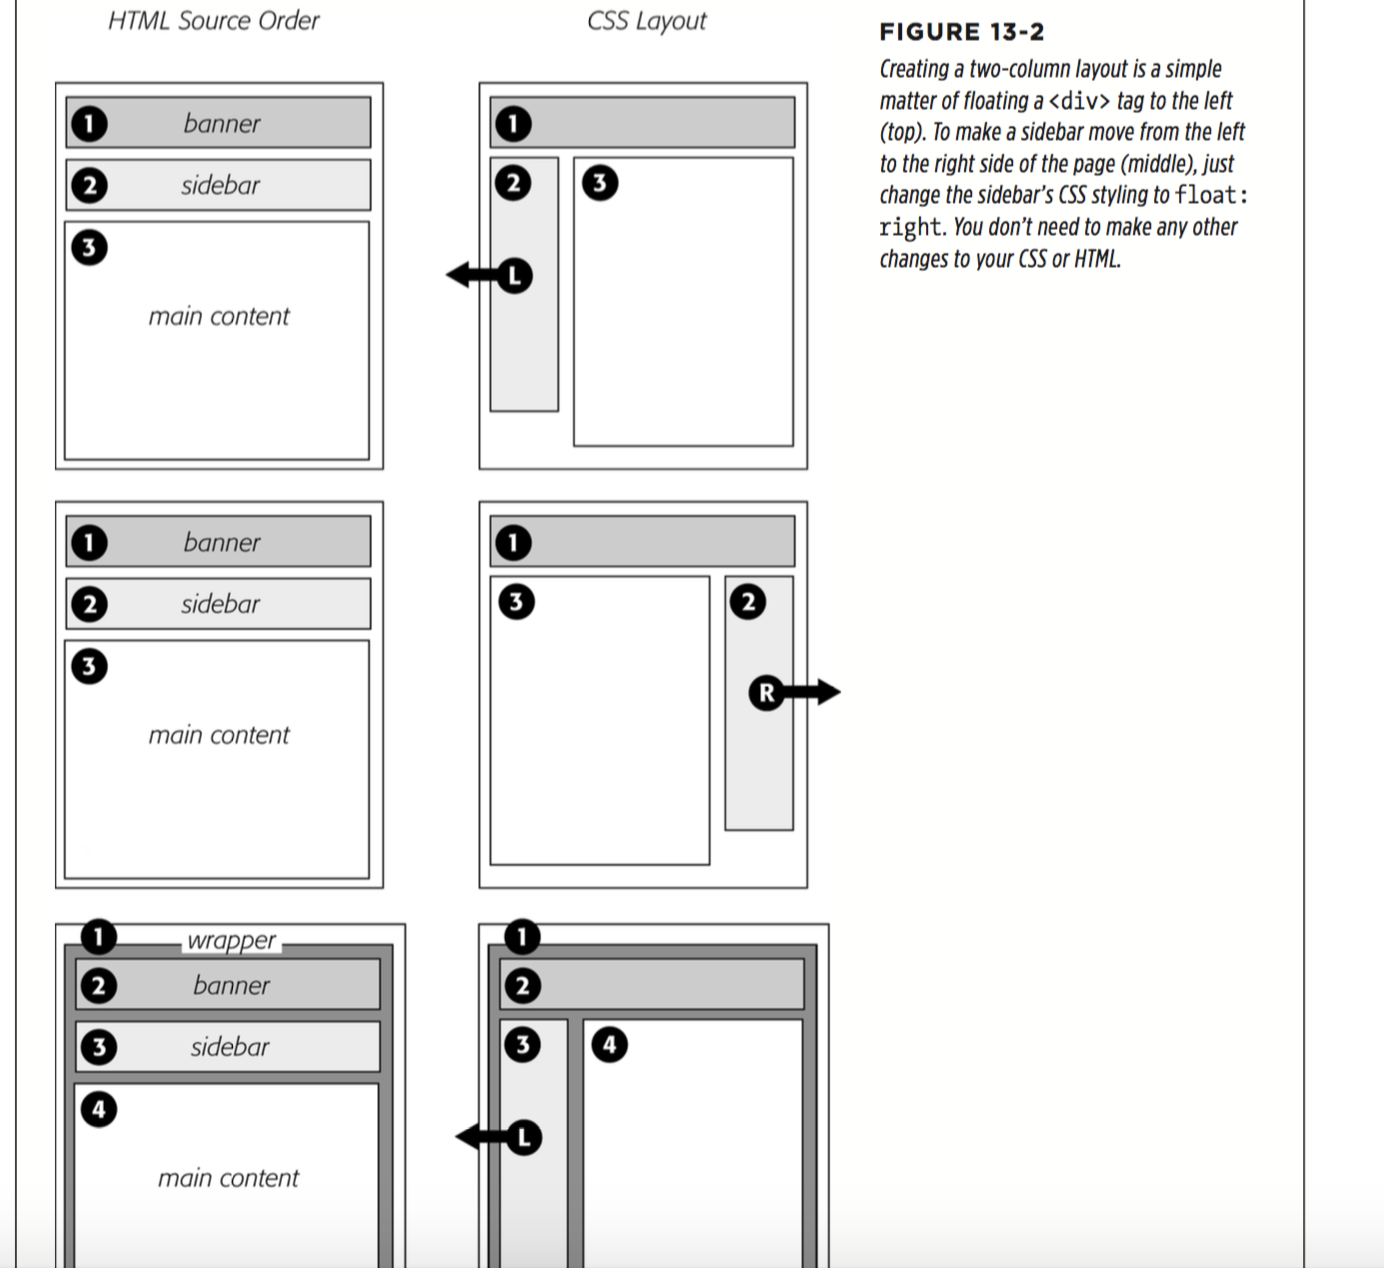 HTML Source Order
CSS Layout
1 banner
2 sidebar
3
main content
1
2
3
L
1 banner
2 sidebar
3
main content
1
3
2
R
1 wrapper
2 banner
3 sidebar
4
main content
1
2
3
4
L
FIGURE 13-2
Creating a two-column layout is a simple
matter of floating a <div> tag to the left
(top). To make a sidebar move from the left
to the right side of the page (middle), just
change the sidebar’s CSS styling to float:
right. You don’t need to make any other
changes to your CSS or HTML.